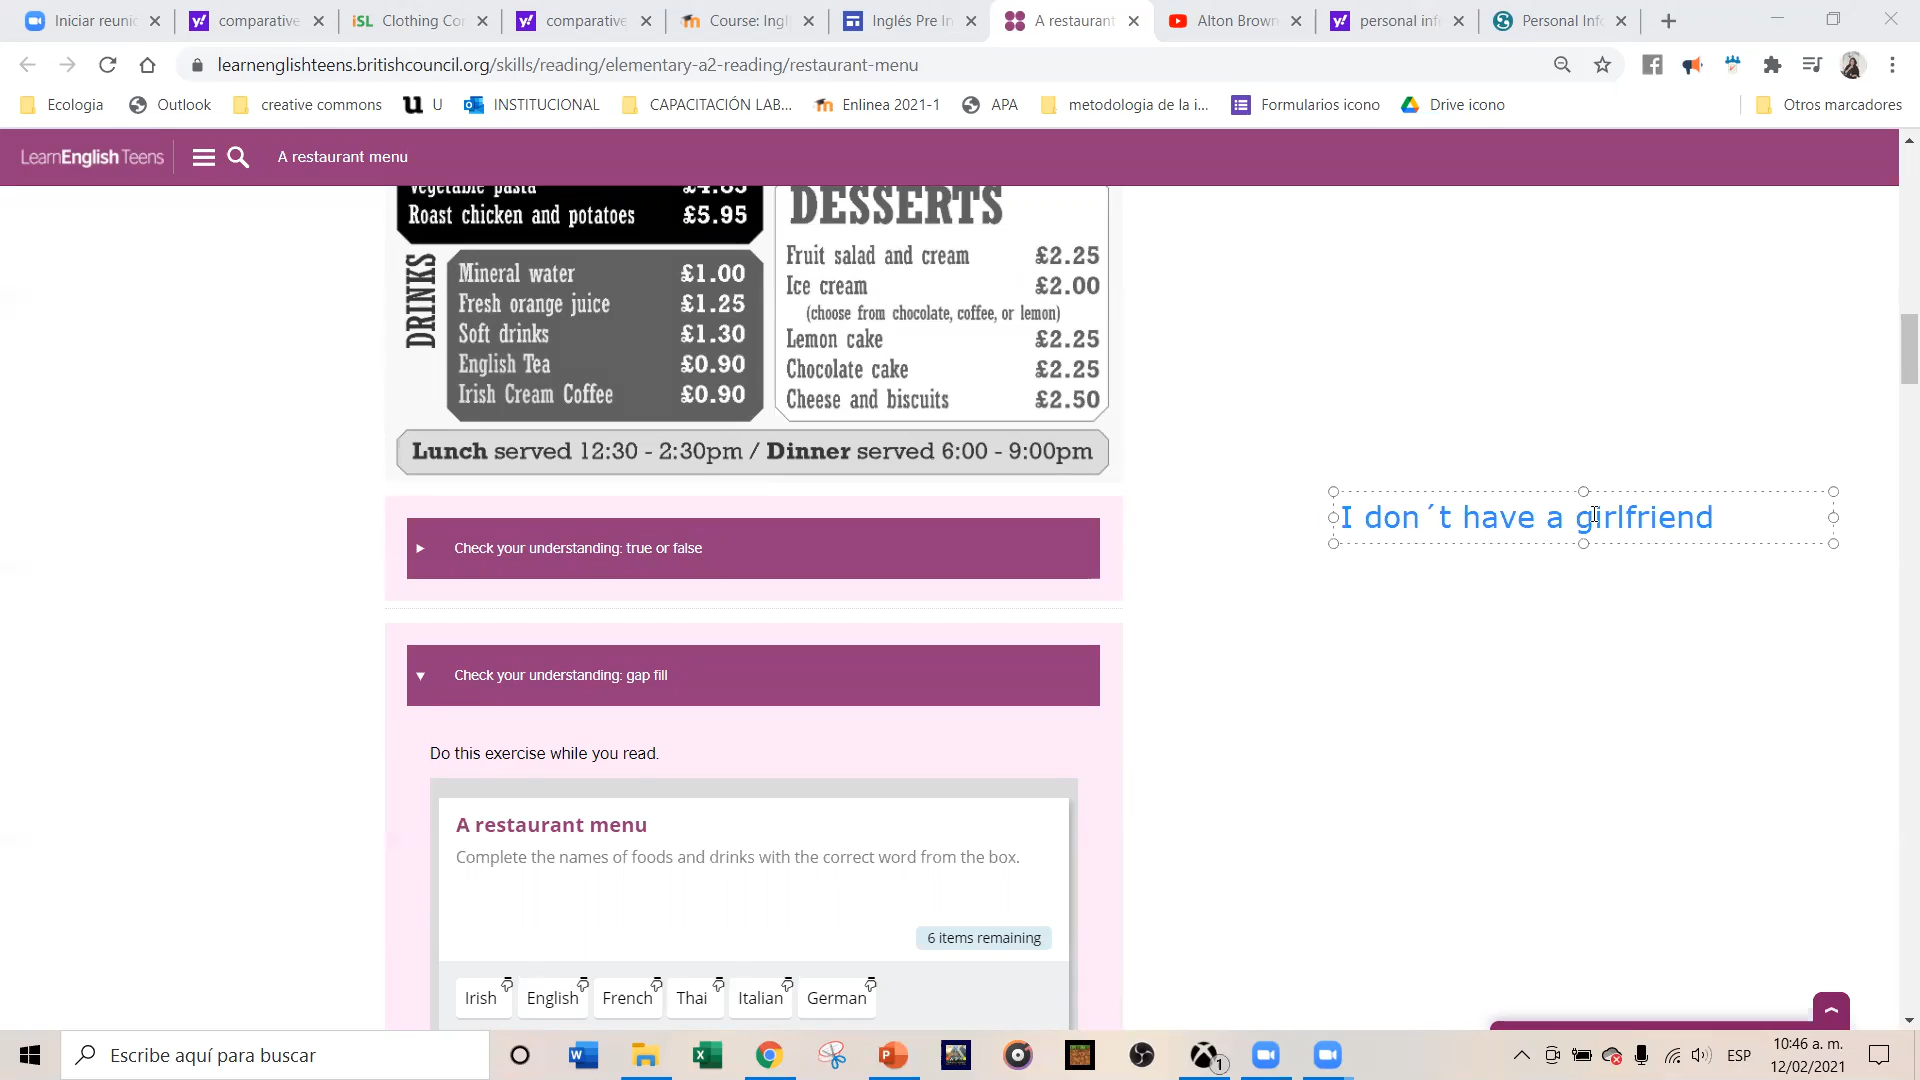 Iniciar reunic
comparative
Clothing Co
comparative
Course: Ingl
Inglés Pre In
A restaurant
Alton Brown
personal inf
Personal Info
learnenglishteens.britishcouncil.org/skills/reading/elementary-a2-reading/restaurant-menu
Ecologia
Outlook
creative commons
U
INSTITUCIONAL
CAPACITACIÓN LAB...
Enlinea 2021-1
APA
metodologia de la i...
Formularios icono
Drive icono
Otros marcadores
LearnEnglish Teens
A restaurant menu
Vegetable pasta £4.85
Roast chicken and potatoes £5.95
DRINKS
Mineral water £1.00
Fresh orange juice £1.25
Soft drinks £1.30
English Tea £0.90
Irish Cream Coffee £0.90
DESSERTS
Fruit salad and cream £2.25
Ice cream £2.00
(choose from chocolate, coffee, or lemon)
Lemon cake £2.25
Chocolate cake £2.25
Cheese and biscuits £2.50
Lunch served 12:30 - 2:30pm / Dinner served 6:00 - 9:00pm
I don´t have a girlfriend
Check your understanding: true or false
Check your understanding: gap fill
Do this exercise while you read.
A restaurant menu
Complete the names of foods and drinks with the correct word from the box.
6 items remaining
Irish English French Thai Italian German
Escribe aquí para buscar
1
ESP
10:46 a. m.
12/02/2021